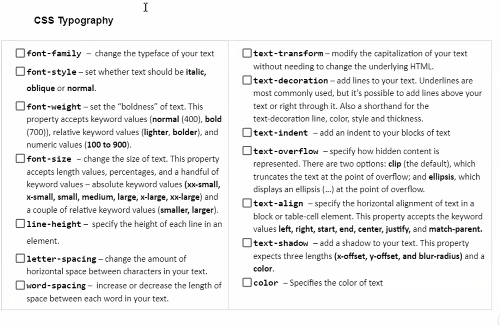 CSS Typography
font-family – change the typeface of your text
font-style – set whether text should be italic,
oblique or normal.
font-weight – set the "boldness" of text. This
property accepts keyword values (normal (400), bold
(700)), relative keyword values (lighter, bolder), and
numeric values (100 to 900).
font-size – change the size of text. This property
accepts length values, percentages, and a handful of
keyword values – absolute keyword values (xx-small,
x-small, small, medium, large, x-large, xx-large) and
a couple of relative keyword values (smaller, larger).
line-height – specify the height of each line in an
element.
letter-spacing – change the amount of
horizontal space between characters in your text.
word-spacing – increase or decrease the length of
space between each word in your text.
text-transform – modify the capitalization of your text
without needing to change the underlying HTML.
text-decoration – add lines to your text. Underlines are
most commonly used, but it's possible to add lines above your
text or right through it. Also a shorthand for the
text-decoration line, color, style and thickness.
text-indent – add an indent to your blocks of text
text-overflow – specify how hidden content is
represented. There are two options: clip (the default), which
truncates the text at the point of overflow; and ellipsis, which
displays an ellipsis (...) at the point of overflow.
text-align – specify the horizontal alignment of text in a
block or table-cell element. This property accepts the keyword
values left, right, start, end, center, justify, and match-parent.
text-shadow – add a shadow to your text. This property
expects three lengths (x-offset, y-offset, and blur-radius) and a
color.
color – Specifies the color of text